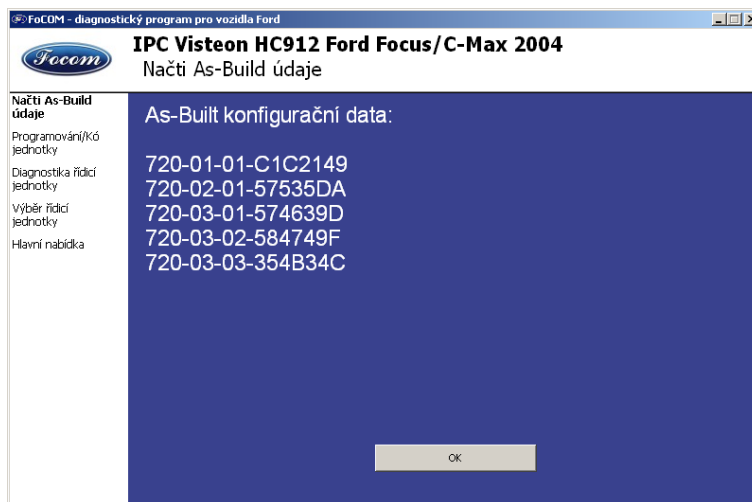 FoCOM - diagnostický program pro vozidla Ford
Focom
IPC Visteon HC912 Ford Focus/C-Max 2004
Načti As-Build údaje
Načti As-Build
údaje
Programování/Kó
jednotky
Diagnostika řídicí
jednotky
Výběr řídicí
jednotky
Hlavní nabídka
As-Built konfigurační data:
720-01-01-C1C2149
720-02-01-57535DA
720-03-01-574639D
720-03-02-584749F
720-03-03-354B34C
OK